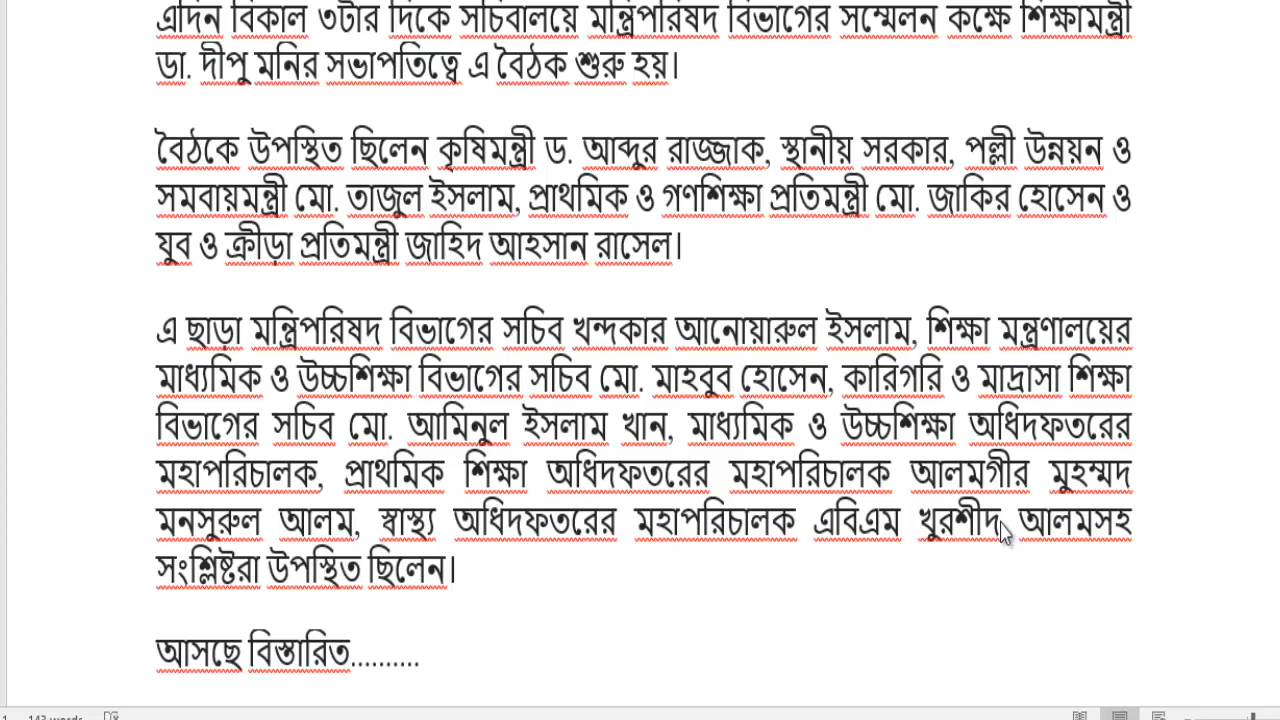 এদিন বিকাল ৩টার দিকে সচিবালয়ে মন্ত্রিপরিষদ বিভাগের সম্মেলন কক্ষে শিক্ষামন্ত্রী
ডা. দীপু মনির সভাপতিত্বে এ বৈঠক শুরু হয়।
বৈঠকে উপস্থিত ছিলেন কৃষিমন্ত্রী ড. আব্দুর রাজ্জাক, স্থানীয় সরকার, পল্লী উন্নয়ন ও
সমবায়মন্ত্রী মো. তাজুল ইসলাম, প্রাথমিক ও গণশিক্ষা প্রতিমন্ত্রী মো. জাকির হোসেন ও
যুব ও ক্রীড়া প্রতিমন্ত্রী জাহিদ আহসান রাসেল।
এ ছাড়া মন্ত্রিপরিষদ বিভাগের সচিব খন্দকার আনোয়ারুল ইসলাম, শিক্ষা মন্ত্রণালয়ের
মাধ্যমিক ও উচ্চশিক্ষা বিভাগের সচিব মো. মাহবুব হোসেন, কারিগরি ও মাদ্রাসা শিক্ষা
বিভাগের সচিব মো. আমিনুল ইসলাম খান, মাধ্যমিক ও উচ্চশিক্ষা অধিদফতরের
মহাপরিচালক, প্রাথমিক শিক্ষা অধিদফতরের মহাপরিচালক আলমগীর মুহম্মদ
মনসুরুল আলম, স্বাস্থ্য অধিদফতরের মহাপরিচালক এবিএম খুরশীদ আলমসহ
সংশ্লিষ্টরা উপস্থিত ছিলেন।
আসছে বিস্তারিত..........
143 words